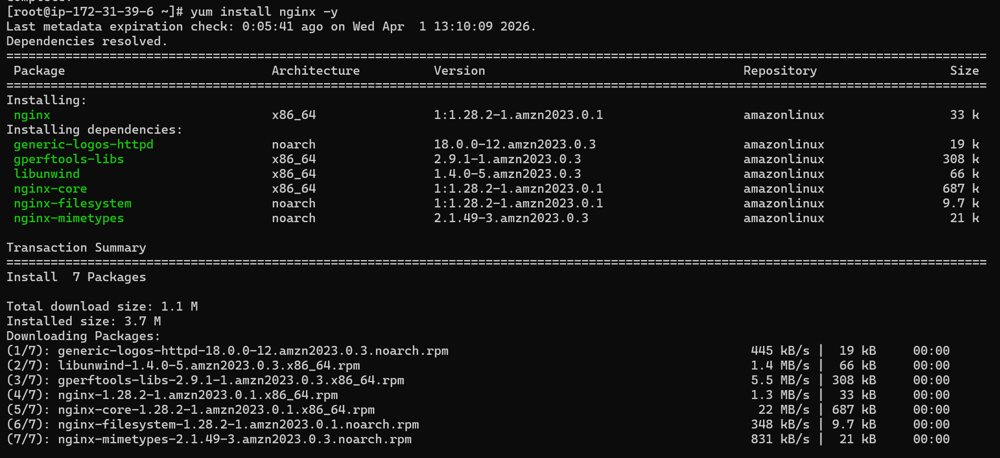 Complete!
[root@ip-172-31-39-6 ~]# yum install nginx -y
Last metadata expiration check: 0:05:41 ago on Wed Apr  1 13:10:09 2026.
Dependencies resolved.
=====================================================================================================================================
 Package                            Architecture          Version                                   Repository                  Size
=====================================================================================================================================
Installing:
 nginx                              x86_64                1:1.28.2-1.amzn2023.0.1                   amazonlinux                 33 k
Installing dependencies:
 generic-logos-httpd                noarch                18.0.0-12.amzn2023.0.3                    amazonlinux                 19 k
 gperftools-libs                    x86_64                2.9.1-1.amzn2023.0.3                      amazonlinux                308 k
 libunwind                          x86_64                1.4.0-5.amzn2023.0.3                      amazonlinux                 66 k
 nginx-core                         x86_64                1:1.28.2-1.amzn2023.0.1                   amazonlinux                687 k
 nginx-filesystem                   noarch                1:1.28.2-1.amzn2023.0.1                   amazonlinux                9.7 k
 nginx-mimetypes                    noarch                2.1.49-3.amzn2023.0.3                     amazonlinux                 21 k
Transaction Summary
=====================================================================================================================================
Install  7 Packages
Total download size: 1.1 M
Installed size: 3.7 M
Downloading Packages:
(1/7): generic-logos-httpd-18.0.0-12.amzn2023.0.3.noarch.rpm                                         445 kB/s |  19 kB     00:00
(2/7): libunwind-1.4.0-5.amzn2023.0.3.x86_64.rpm                                                     1.4 MB/s |  66 kB     00:00
(3/7): gperftools-libs-2.9.1-1.amzn2023.0.3.x86_64.rpm                                               5.5 MB/s | 308 kB     00:00
(4/7): nginx-1.28.2-1.amzn2023.0.1.x86_64.rpm                                                        1.3 MB/s |  33 kB     00:00
(5/7): nginx-core-1.28.2-1.amzn2023.0.1.x86_64.rpm                                                    22 MB/s | 687 kB     00:00
(6/7): nginx-filesystem-1.28.2-1.amzn2023.0.1.noarch.rpm                                             348 kB/s | 9.7 kB     00:00
(7/7): nginx-mimetypes-2.1.49-3.amzn2023.0.3.noarch.rpm                                              831 kB/s |  21 kB     00:00